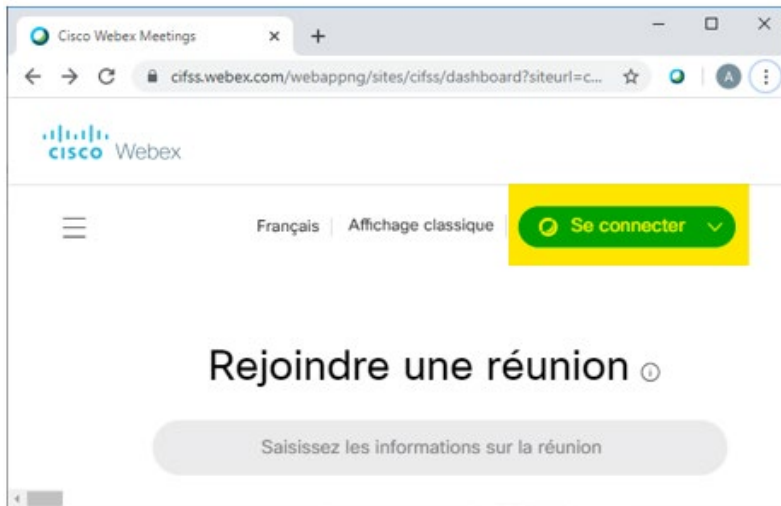 Cisco Webex Meetings
cifss.webex.com/webappng/sites/cifss/dashboard?siteurl=c...
A
CISCO Webex
Français Affichage classique Se connecter
Rejoindre une réunion
Saisissez les informations sur la réunion